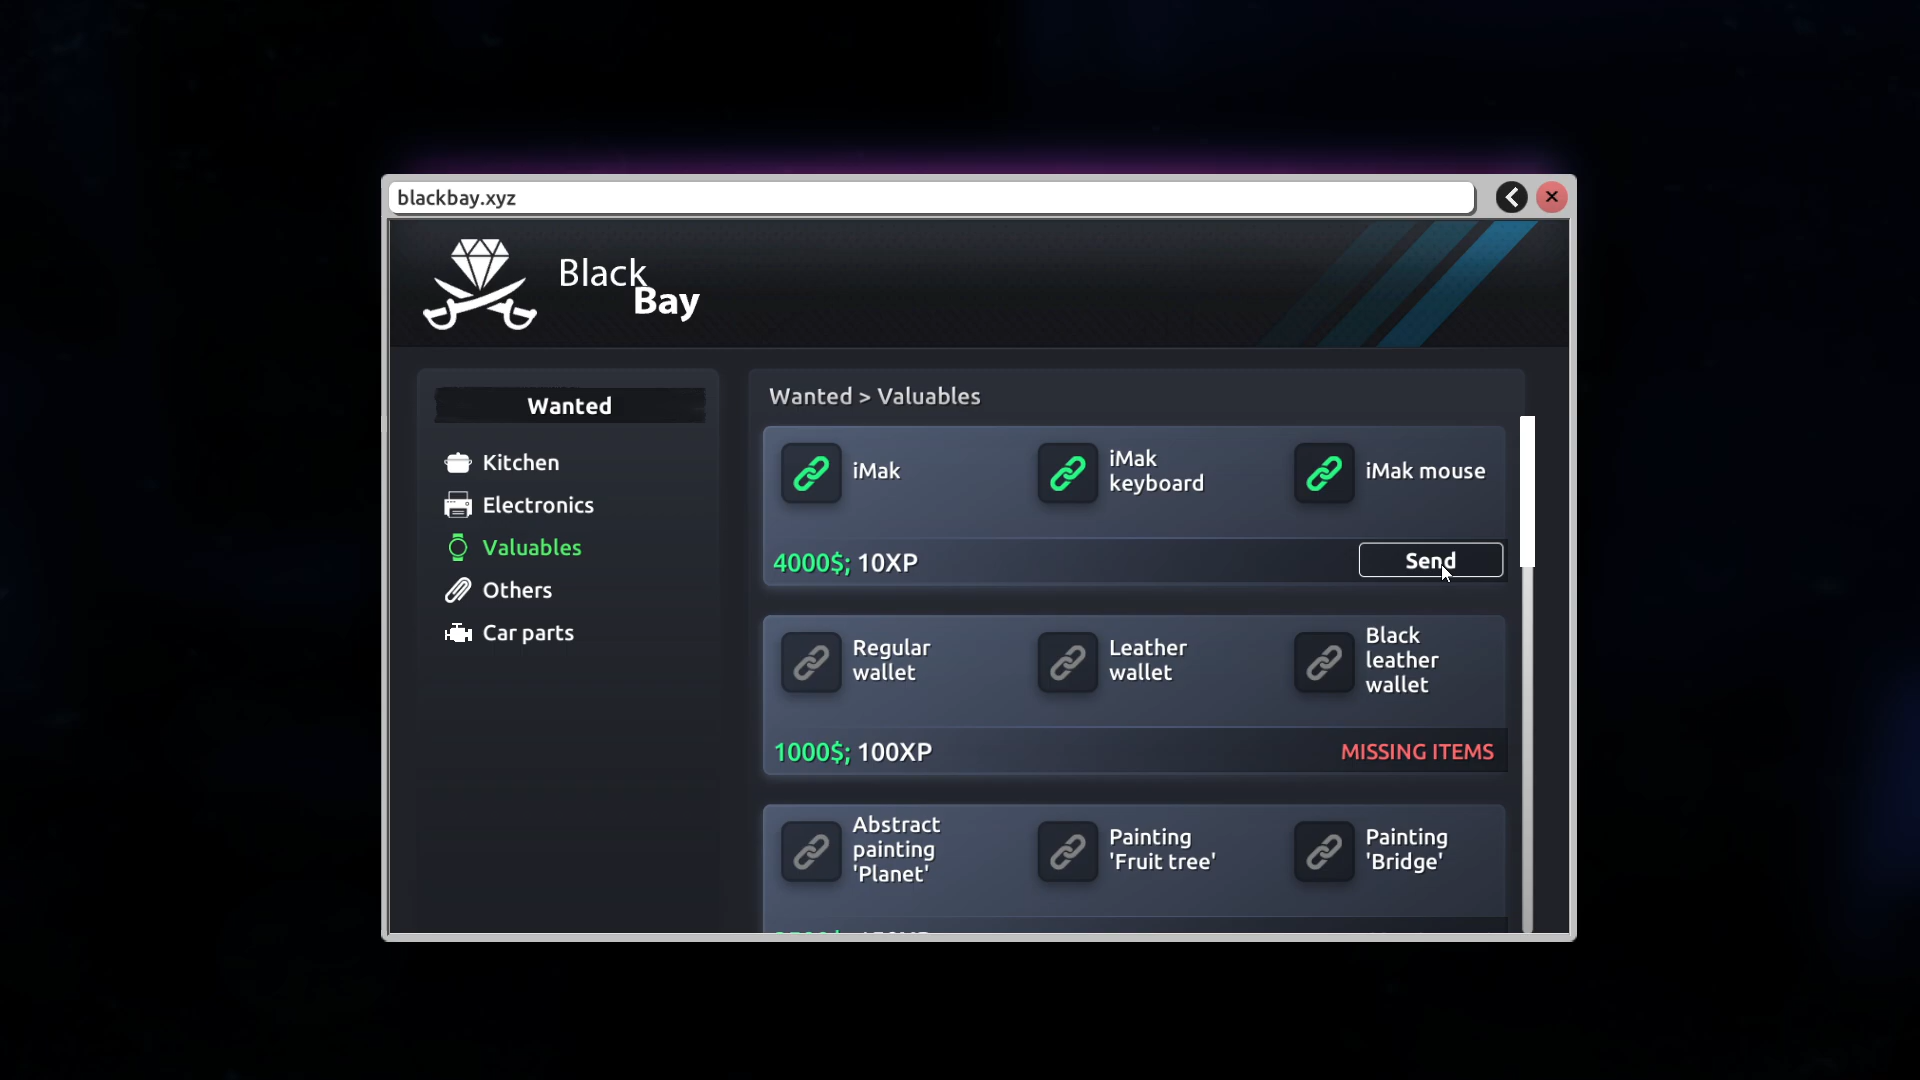 blackbay.xyz
Black
Bay
Wanted
Kitchen
Electronics
Valuables
Others
Car parts
Wanted > Valuables
iMak
iMak
keyboard
iMak mouse
4000$; 10XP
Send
Regular
wallet
Leather
wallet
Black
leather
wallet
1000$; 100XP
MISSING ITEMS
Abstract
painting
'Planet'
Painting
'Fruit tree'
Painting
'Bridge'